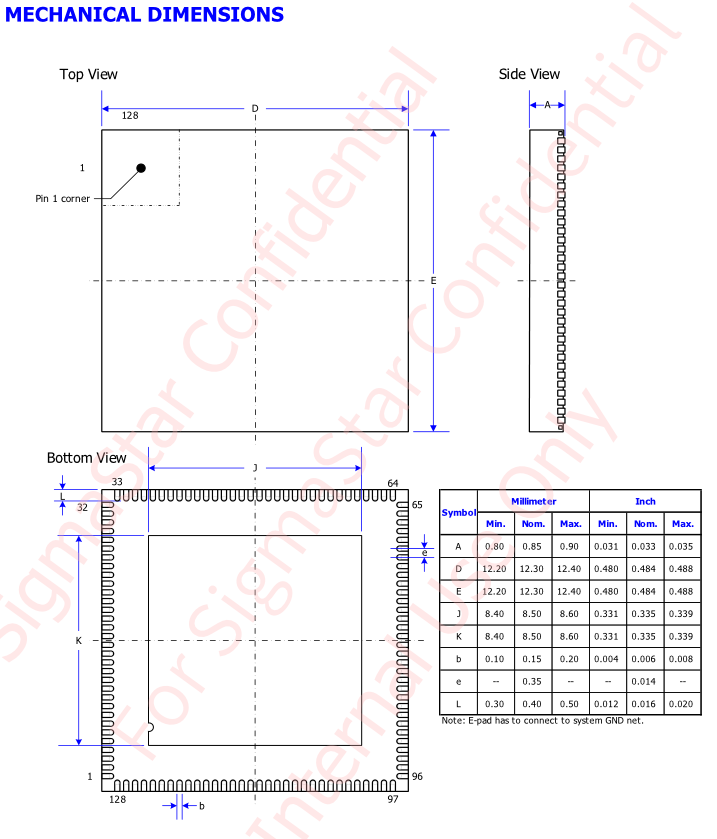 MECHANICAL DIMENSIONS
Top View
Side View
D
A
128
1
Pin 1 corner
E
Bottom View
J
33
64
L
32
65
e
K
1
96
128
97
b
Symbol Millimeter Inch
Min. Nom. Max. Min. Nom. Max.
A 0.80 0.85 0.90 0.031 0.033 0.035
D 12.20 12.30 12.40 0.480 0.484 0.488
E 12.20 12.30 12.40 0.480 0.484 0.488
J 8.40 8.50 8.60 0.331 0.335 0.339
K 8.40 8.50 8.60 0.331 0.335 0.339
b 0.10 0.15 0.20 0.004 0.006 0.008
e -- 0.35 -- -- 0.014 --
L 0.30 0.40 0.50 0.012 0.016 0.020
Note: E-pad has to connect to system GND net.
SigmaStar Confidential
For SigmaStar Confidential
Internal Use Only